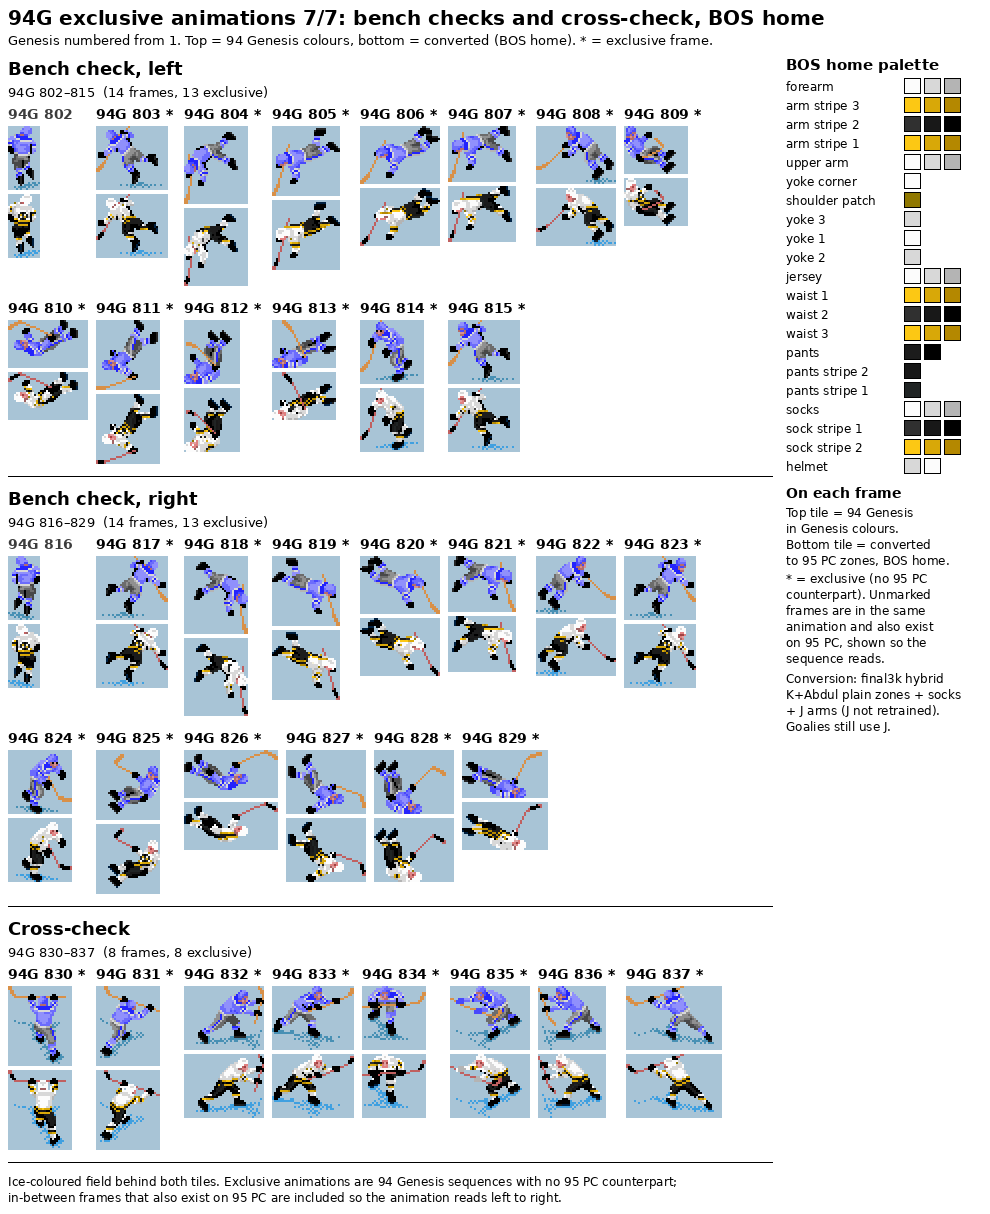 94G exclusive animations 7/7: bench checks and cross-check, BOS home
Genesis numbered from 1. Top = 94 Genesis colours, bottom = converted (BOS home). * = exclusive frame.
Bench check, left
94G 802–815 (14 frames, 13 exclusive)
94G 802 94G 803 * 94G 804 * 94G 805 * 94G 806 * 94G 807 * 94G 808 * 94G 809 *
94G 810 * 94G 811 * 94G 812 * 94G 813 * 94G 814 * 94G 815 *
Bench check, right
94G 816–829 (14 frames, 13 exclusive)
94G 816 94G 817 * 94G 818 * 94G 819 * 94G 820 * 94G 821 * 94G 822 * 94G 823 *
94G 824 * 94G 825 * 94G 826 * 94G 827 * 94G 828 * 94G 829 *
Cross-check
94G 830–837 (8 frames, 8 exclusive)
94G 830 * 94G 831 * 94G 832 * 94G 833 * 94G 834 * 94G 835 * 94G 836 * 94G 837 *
BOS home palette
forearm
arm stripe 3
arm stripe 2
arm stripe 1
upper arm
yoke corner
shoulder patch
yoke 3
yoke 1
yoke 2
jersey
waist 1
waist 2
waist 3
pants
pants stripe 2
pants stripe 1
socks
sock stripe 1
sock stripe 2
helmet
On each frame
Top tile = 94 Genesis
in Genesis colours.
Bottom tile = converted
to 95 PC zones, BOS home.
* = exclusive (no 95 PC
counterpart). Unmarked
frames are in the same
animation and also exist
on 95 PC, shown so the
sequence reads.
Conversion: final3k hybrid
K+Abdul plain zones + socks
+ J arms (J not retrained).
Goalies still use J.
Ice-coloured field behind both tiles. Exclusive animations are 94 Genesis sequences with no 95 PC counterpart;
in-between frames that also exist on 95 PC are included so the animation reads left to right.